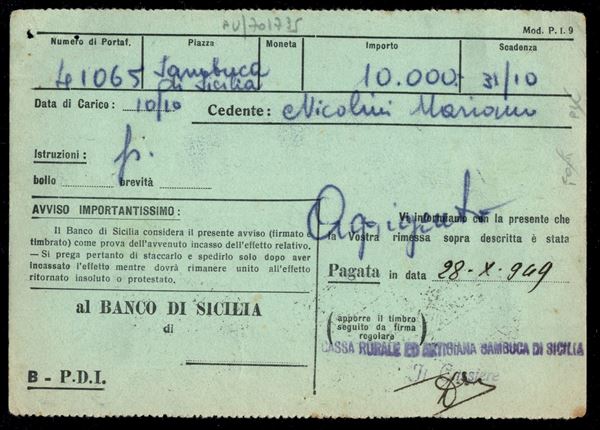 Mod. P. I. 9
Numero di Portaf. Piazza Moneta Importo Scadenza
41065 Sambuca di Sicilia 10.000 31/10
Data di Carico: 10/10 Cedente: Nicolini Mariano
Istruzioni:
bollo brevità
AVVISO IMPORTANTISSIMO:
Il Banco di Sicilia considera il presente avviso (firmato e
timbrato) come prova dell'avvenuto incasso dell'effetto relativo.
— Si prega pertanto di staccarlo e spedirlo solo dopo aver
incassato l'effetto mentre dovrà rimanere unito all'effetto
ritornato insoluto o protestato.
al BANCO DI SICILIA
di
B - P.D.I.
Vi informiamo con la presente che
la Vostra rimessa sopra descritta è stata
Pagata in data 28-X-949
(apporre il timbro
seguito da firma
regolare)
CASSA RURALE ED ARTIGIANA SAMBUCA DI SICILIA
Il Cassiere